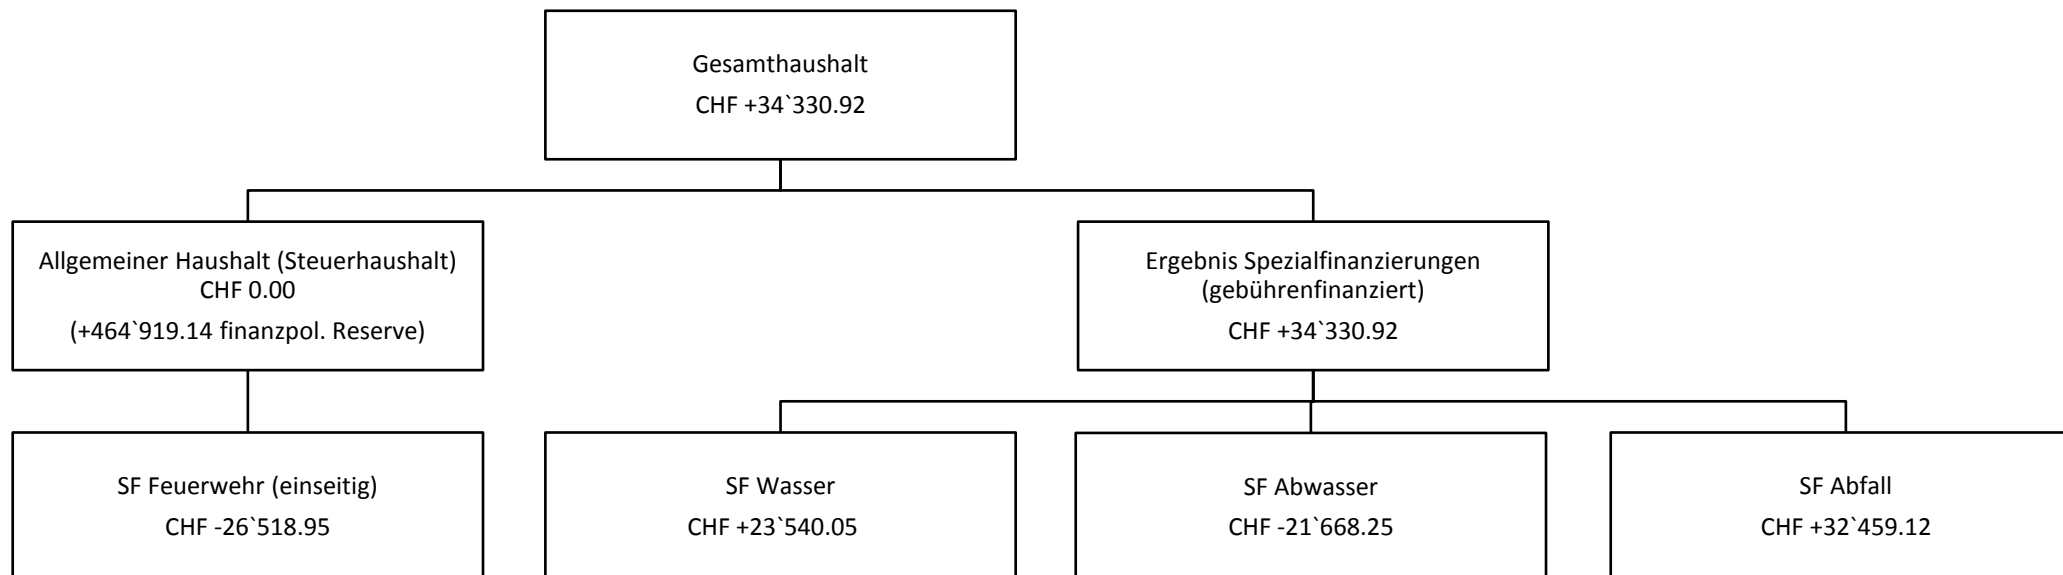 Gesamthaushalt
CHF +34`330.92
Allgemeiner Haushalt (Steuerhaushalt)
CHF 0.00
(+464`919.14 finanzpol. Reserve)
Ergebnis Spezialfinanzierungen
(gebührenfinanziert)
CHF +34`330.92
SF Feuerwehr (einseitig)
CHF -26`518.95
SF Wasser
CHF +23`540.05
SF Abwasser
CHF -21`668.25
SF Abfall
CHF +32`459.12